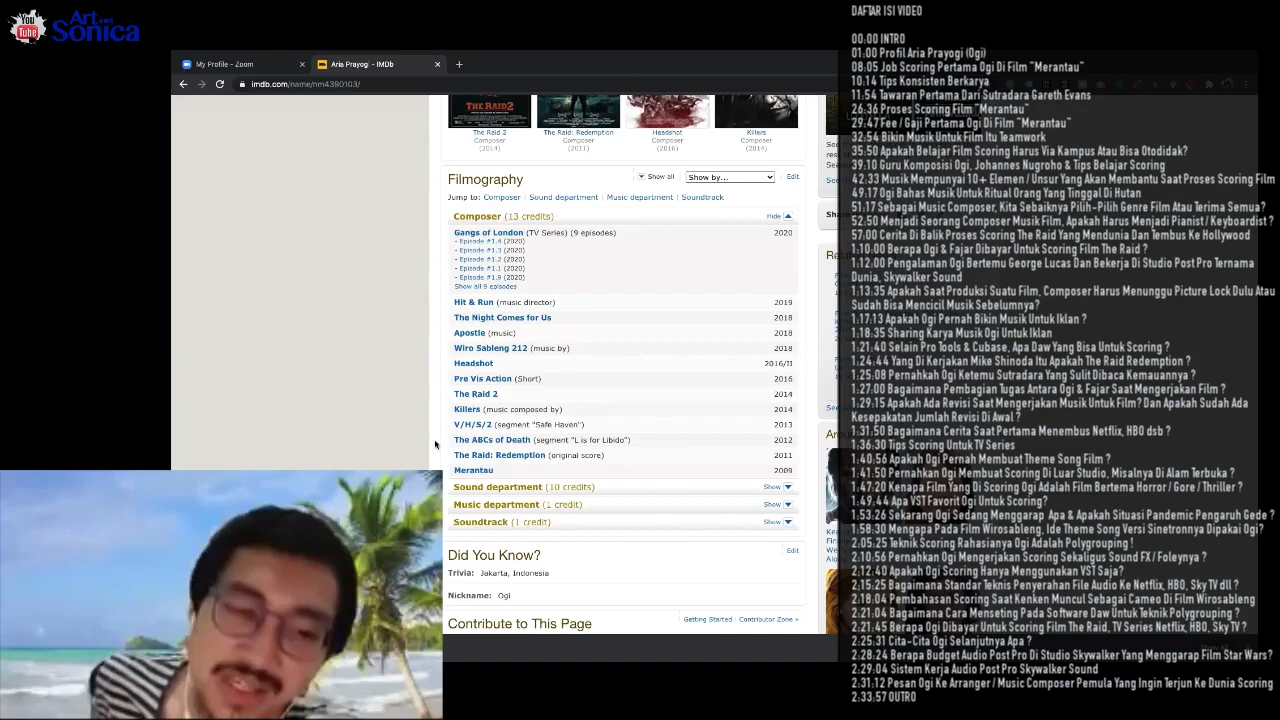 You Tube
Art and Sonica
My Profile - Zoom
Aria Prayogi - IMDb
imdb.com/name/nm4390103/
THE RAID2
The Raid 2
Composer
(2014)
The Raid: Redemption
Composer
(2011)
Headshot
Composer
(2016)
Killers
Composer
(2014)
Filmography
Show all
Show by...
Edit
Jump to: Composer | Sound department | Music department | Soundtrack
Composer (13 credits)
Hide
Gangs of London (TV Series) (9 episodes)
2020
- Episode #1.4 (2020)
- Episode #1.3 (2020)
- Episode #1.2 (2020)
- Episode #1.1 (2020)
- Episode #1.9 (2020)
Show all 9 episodes
Hit & Run (music director)
2019
The Night Comes for Us
2018
Apostle (music)
2018
Wiro Sableng 212 (music by)
2018
Headshot
2016/II
Pre Vis Action (Short)
2016
The Raid 2
2014
Killers (music composed by)
2014
V/H/S/2 (segment "Safe Haven")
2013
The ABCs of Death (segment "L is for Libido")
2012
The Raid: Redemption (original score)
2011
Merantau
2009
Sound department (10 credits)
Show
Music department (1 credit)
Show
Soundtrack (1 credit)
Show
Did You Know?
Edit
Trivia: Jakarta, Indonesia
Nickname: Ogi
Contribute to This Page
Getting Started | Contributor Zone »
DAFTAR ISI VIDEO
00:00 INTRO
01:00 Profil Aria Prayogi (Ogi)
08:05 Job Scoring Pertama Ogi Di Film "Merantau"
10:14 Tips Konsisten Berkarya
11:54 Tawaran Pertama Dari Sutradara Gareth Evans
26:36 Proses Scoring Film "Merantau"
29:47 Fee / Gaji Pertama Ogi Di Film "Merantau"
32:54 Bikin Musik Untuk Film Is Teamwork
35:50 Apakah Belajar Film Scoring Harus Via Kampus Atau Bisa Otodidak?
39:10 Guru Komposisi Ogi, Johannes Nugroho & Tips Belajar Scoring
42:33 Musik Mempunyai 10+ Elemen / Unsur Yang Akan Membantu Saat Proses Scoring Film
49:17 Ogi Bahas Musik Untuk Ritual Orang Yang Tinggal Di Hutan
51:17 Sebagai Music Composer, Kita Sebaiknya Pilih-Pilih Genre Film Atau Terima Semua?
52:50 Menjadi Seorang Composer Musik Film, Apakah Harus Menjadi Pianist / Keyboardist ?
57:00 Cerita Di Balik Proses Scoring The Raid Yang Mendunia Dan Tembus Ke Hollywood
1:10:00 Berapa Ogi & Fajar Dibayar Untuk Scoring Film The Raid ?
1:12:00 Pengalaman Ogi Bertemu George Lucas Dan Bekerja Di Studio Post Pro Ternama
Dunia, Skywalker Sound
1:13:35 Apakah Saat Produksi Suatu Film, Composer Harus Menunggu Picture Lock Dulu Atau
Sudah Bisa Mencicil Musik Sebelumnya?
1:17:13 Apakah Ogi Pernah Bikin Musik Untuk Iklan ?
1:18:35 Sharing Karya Musik Ogi Untuk Iklan
1:21:40 Selain Pro Tools & Cubase, Apa Daw Yang Bisa Untuk Scoring ?
1:24:44 Yang Di Kerjakan Mike Shinoda Itu Apakah The Raid Redemption ?
1:25:08 Pernahkah Ogi Ketemu Sutradara Yang Sulit Dibaca Kemauannya ?
1:27:00 Bagaimana Pembagian Tugas Antara Ogi & Fajar Saat Mengerjakan Film ?
1:29:15 Apakah Ada Revisi Saat Mengerjakan Musik Untuk Film? Dan Apakah Sudah Ada
Kesepakatan Jumlah Revisi Di Awal ?
1:31:50 Bagaimana Cerita Saat Pertama Menembus Netflix, HBO dsb ?
1:36:30 Tips Scoring Untuk TV Series
1:40:56 Apakah Ogi Pernah Membuat Theme Song Film ?
1:41:50 Pernahkan Ogi Membuat Scoring Di Luar Studio, Misalnya Di Alam Terbuka ?
1:47:20 Kenapa Film Yang Di Scoring Ogi Adalah Film Bertema Horror / Gore / Thriller ?
1:49:44 Apa VST Favorit Ogi Untuk Scoring?
1:53:26 Sekarang Ogi Sedang Menggarap Apa & Apakah Situasi Pandemic Pengaruh Gede ?
1:58:30 Mengapa Pada Film Wirosableng, Ide Theme Song Versi Sinetronnya Dipakai Ogi?
2:05:25 Teknik Scoring Rahasianya Ogi Adalah Polygrouping !
2:10:56 Pernahkan Ogi Mengerjakan Scoring Sekaligus Sound FX / Foleynya ?
2:12:40 Apakah Ogi Scoring Hanya Menggunakan VST Saja?
2:15:25 Bagaimana Standar Teknis Penyerahan File Audio Ke Netflix, HBO, Sky TV dll ?
2:18:04 Pembahasan Scoring Saat Kenken Muncul Sebagai Cameo Di Film Wirosableng
2:21:04 Bagaimana Cara Menseting Pada Software Daw Untuk Teknik Polygrouping ?
2:21:45 Berapa Ogi Dibayar Untuk Scoring Film The Raid, TV Series Netflix, HBO, Sky TV ?
2:25:31 Cita-Cita Ogi Selanjutnya Apa ?
2:28:24 Berapa Budget Audio Post Pro Di Studio Skywalker Yang Menggarap Film Star Wars?
2:29:04 Sistem Kerja Audio Post Pro Skywalker Sound
2:31:12 Pesan Ogi Ke Arranger / Music Composer Pemula Yang Ingin Terjun Ke Dunia Scoring
2:33:57 OUTRO